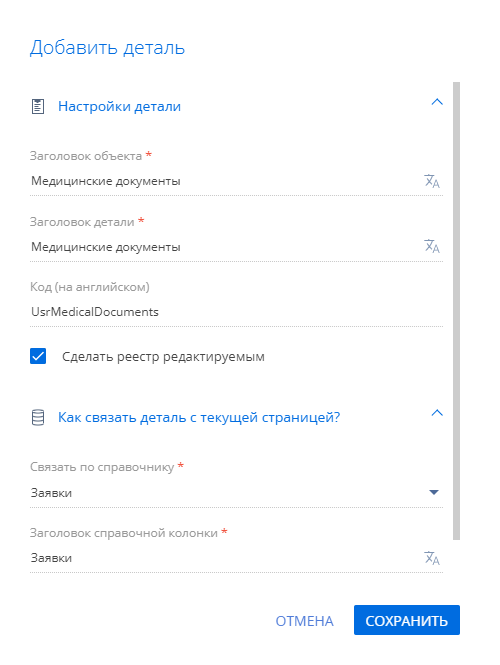 Добавить деталь
Настройки детали
Заголовок объекта *
Медицинские документы
Заголовок детали *
Медицинские документы
Код (на английском)
UsrMedicalDocuments
Сделать реестр редактируемым
Как связать деталь с текущей страницей?
Связать по справочнику *
Заявки
Заголовок справочной колонки *
Заявки
ОТМЕНА СОХРАНИТЬ